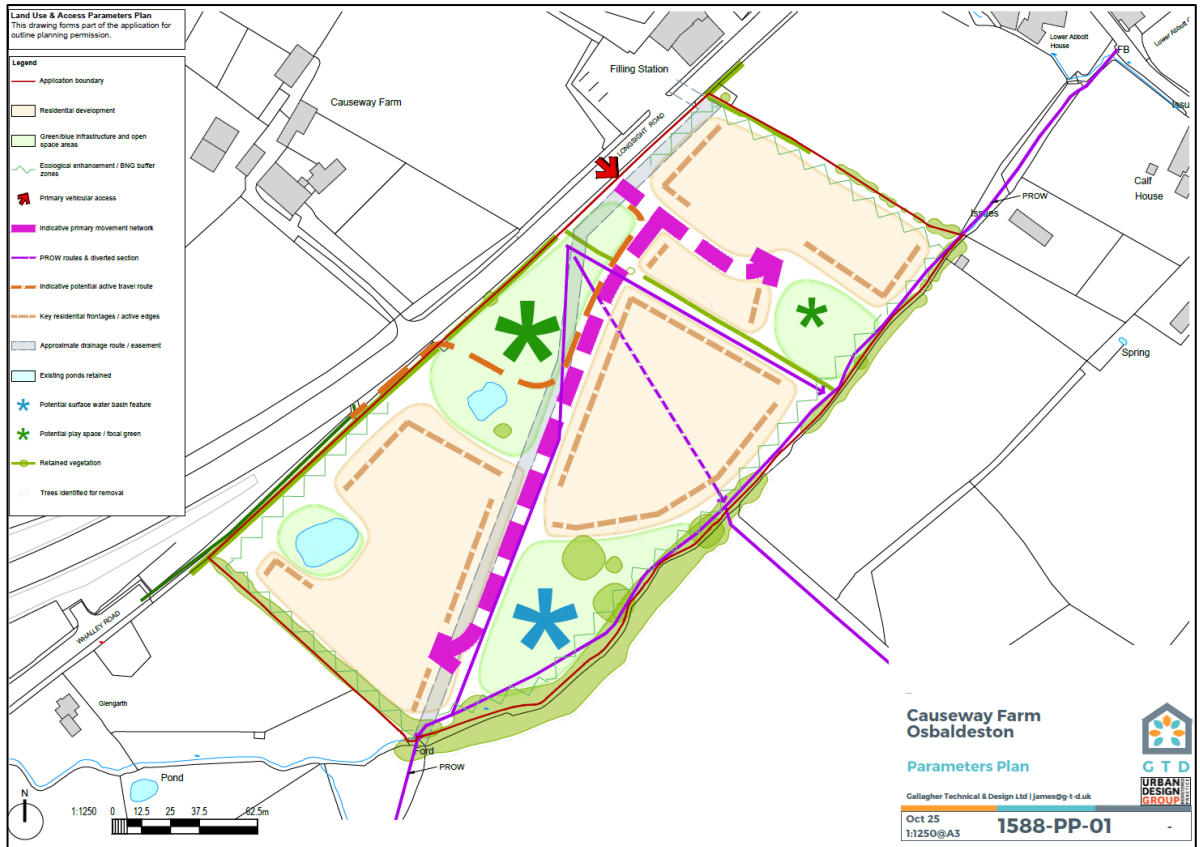 Land Use & Access Parameters Plan
This drawing forms part of the application for
outline planning permission.
Legend
Application boundary
Residential development
Green/blue infrastructure and open
space areas
Ecological enhancement / BNG buffer
zones
Primary vehicular access
Indicative primary movement network
PROW routes & diverted section
Indicative potential active travel route
Key residential frontages / active edges
Approximate drainage route / easement
Existing ponds retained
Potential surface water basin feature
Potential play space / focal green
Retained vegetation
Trees identified for removal
Causeway Farm
Filling Station
LONGSIGHT ROAD
Lower Abbott
House
FB
Lower Abbott
Issu
Calf
House
PROW
Issues
Spring
WHALLEY ROAD
Glengarth
Pond
Ford
PROW
N
1:1250 0 12.5 25 37.5 62.5m
...
Causeway Farm
Osbaldeston
Parameters Plan
GTD
URBAN
DESIGN
GROUP
Gallagher Technical & Design Ltd | james@g-t-d.uk
Oct 25
1:1250@A3
1588-PP-01
-